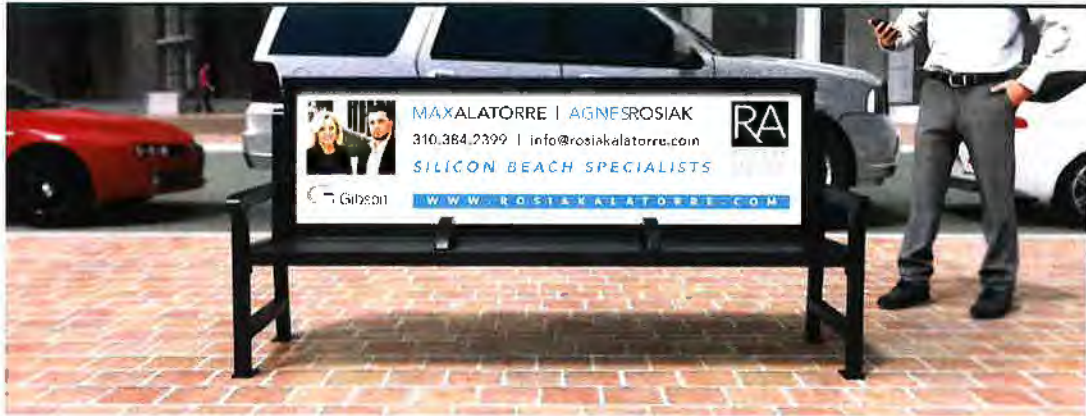 MAXALATORRE | AGNESROSIAK
310.384.2399 | info@rosiakalatorre.com
SILICON BEACH SPECIALISTS
WWW.ROSIAKALATORRE.COM
Gibson
RA